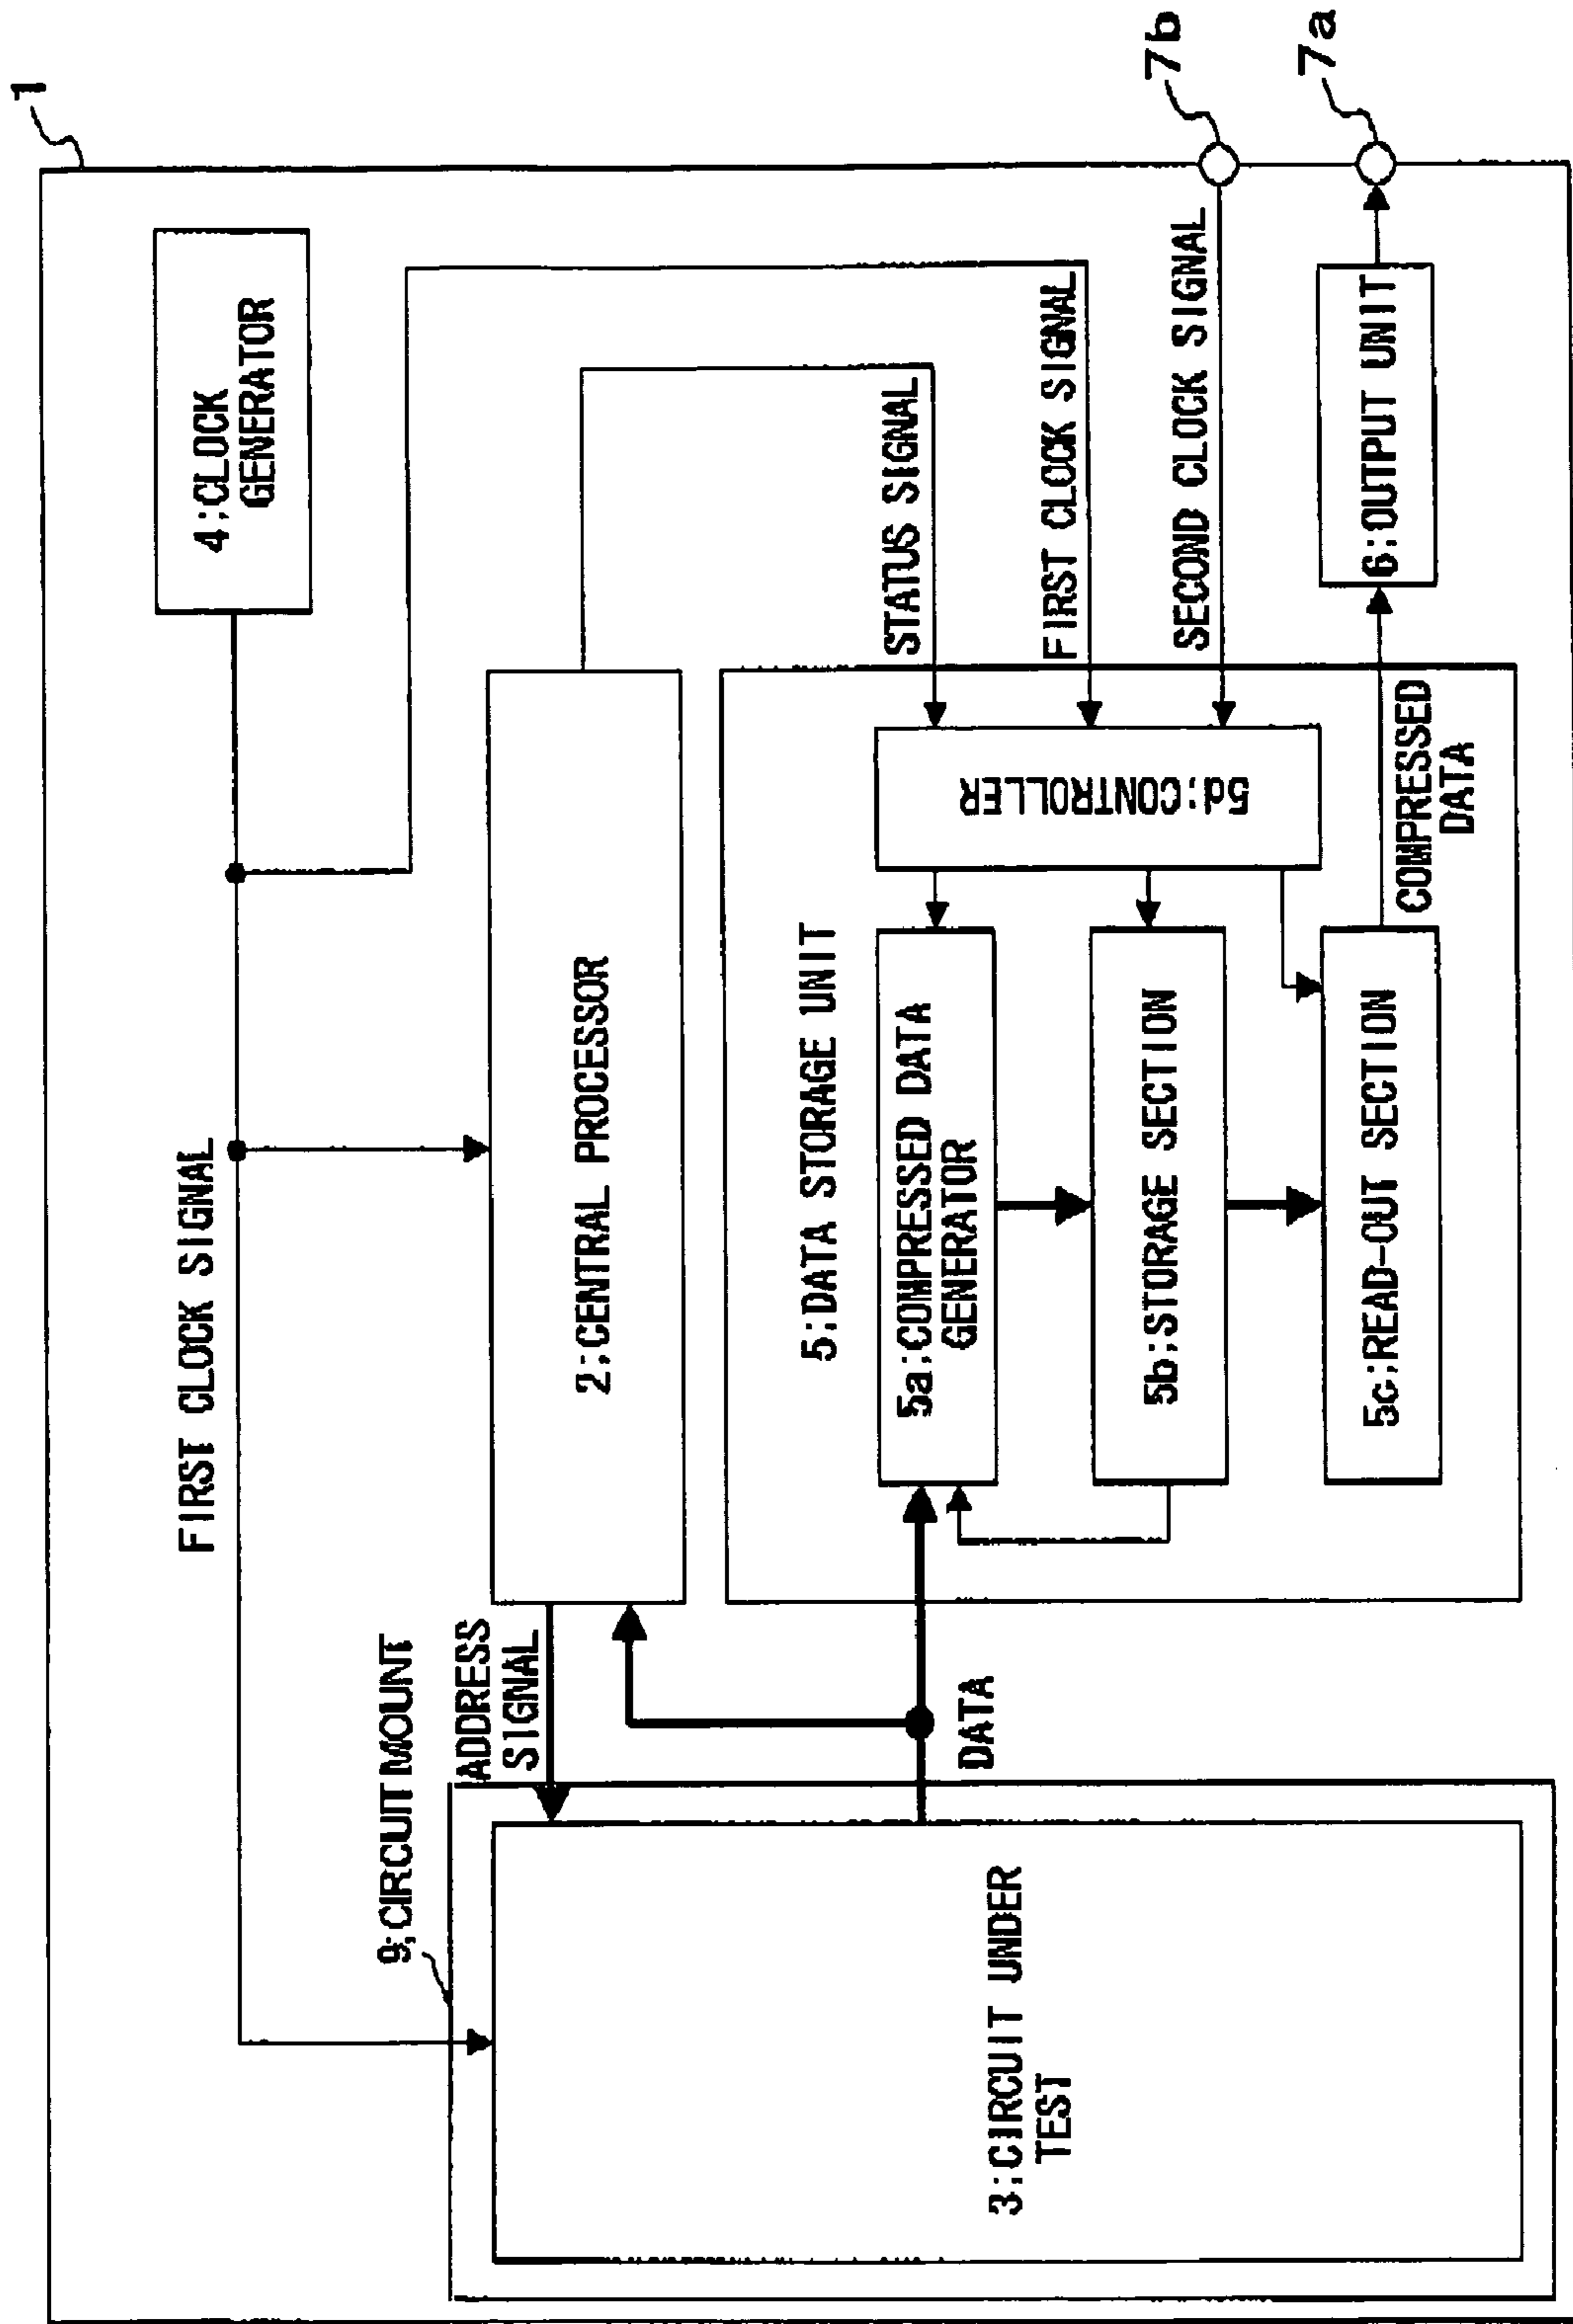 1
4;CLOCK
GENERATOR
FIRST CLOCK SIGNAL
9;CIRCUIT MOUNT
ADDRESS
SIGNAL
2;CENTRAL PROCESSOR
STATUS SIGNAL
FIRST CLOCK SIGNAL
SECOND CLOCK SIGNAL
7b
7a
3;CIRCUIT UNDER
TEST
DATA
5;DATA STORAGE UNIT
5a;COMPRESSED DATA
GENERATOR
5b;STORAGE SECTION
5c;READ-OUT SECTION
5d;CONTROLLER
COMPRESSED
DATA
6;OUTPUT UNIT